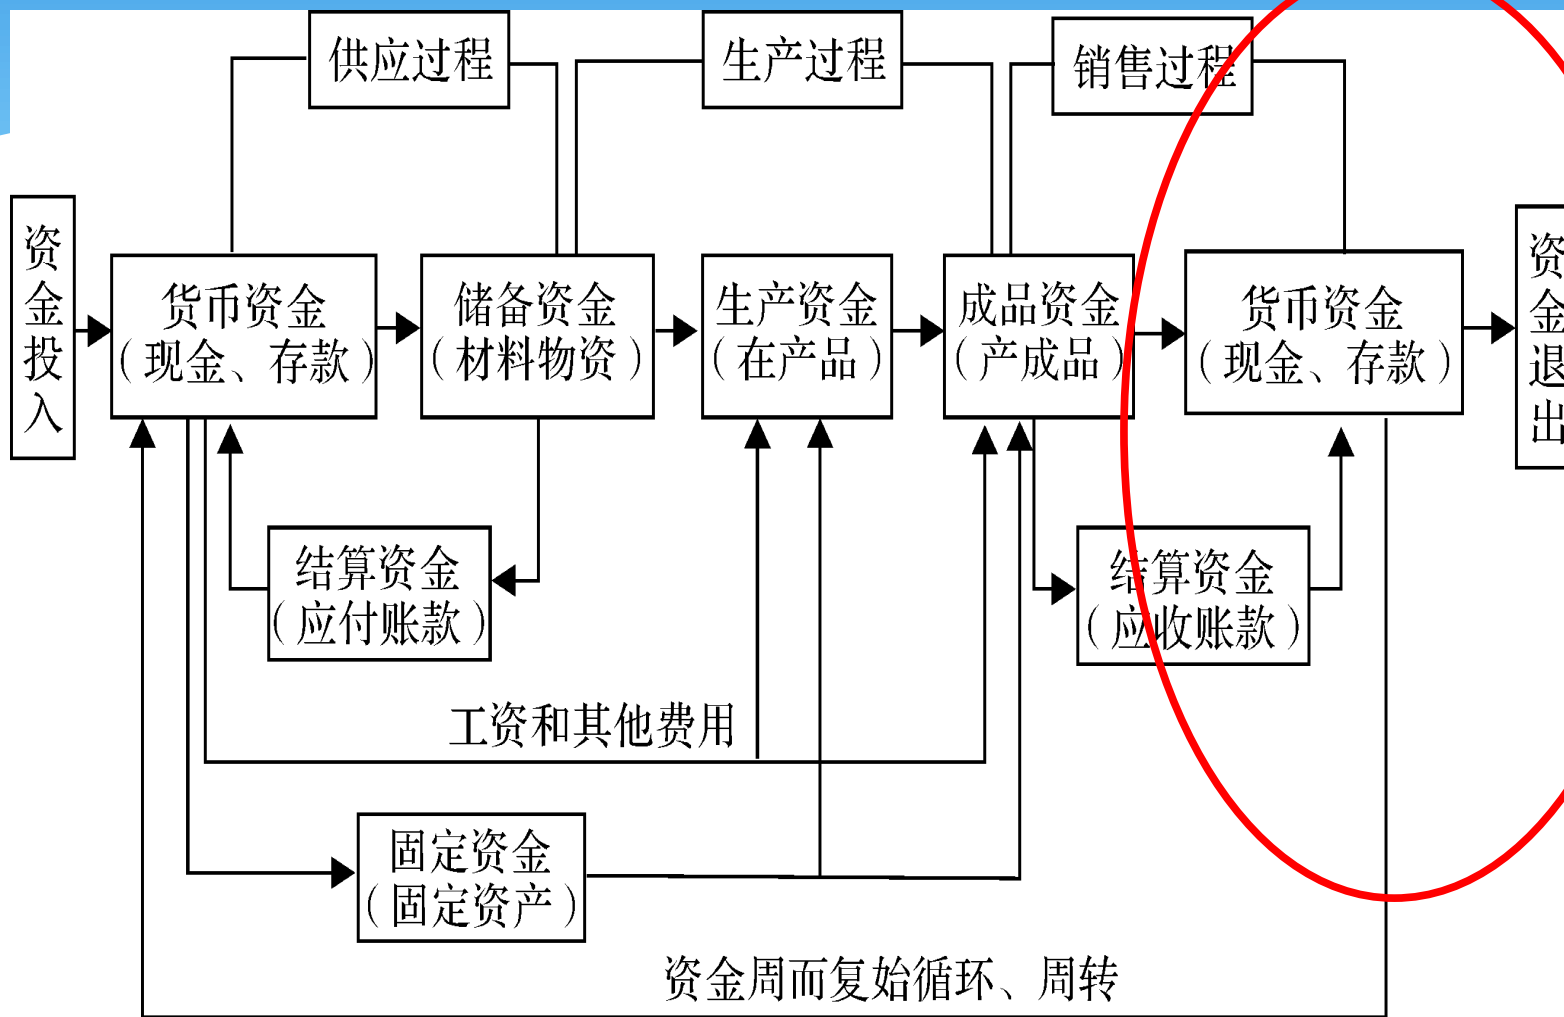 供应过程
生产过程
销售过程
资金投入
货币资金
（现金、存款）
储备资金
（材料物资）
生产资金
（在产品）
成品资金
（产成品）
货币资金
（现金、存款）
资金退出
结算资金
（应付账款）
结算资金
（应收账款）
工资和其他费用
固定资金
（固定资产）
资金周而复始循环、周转